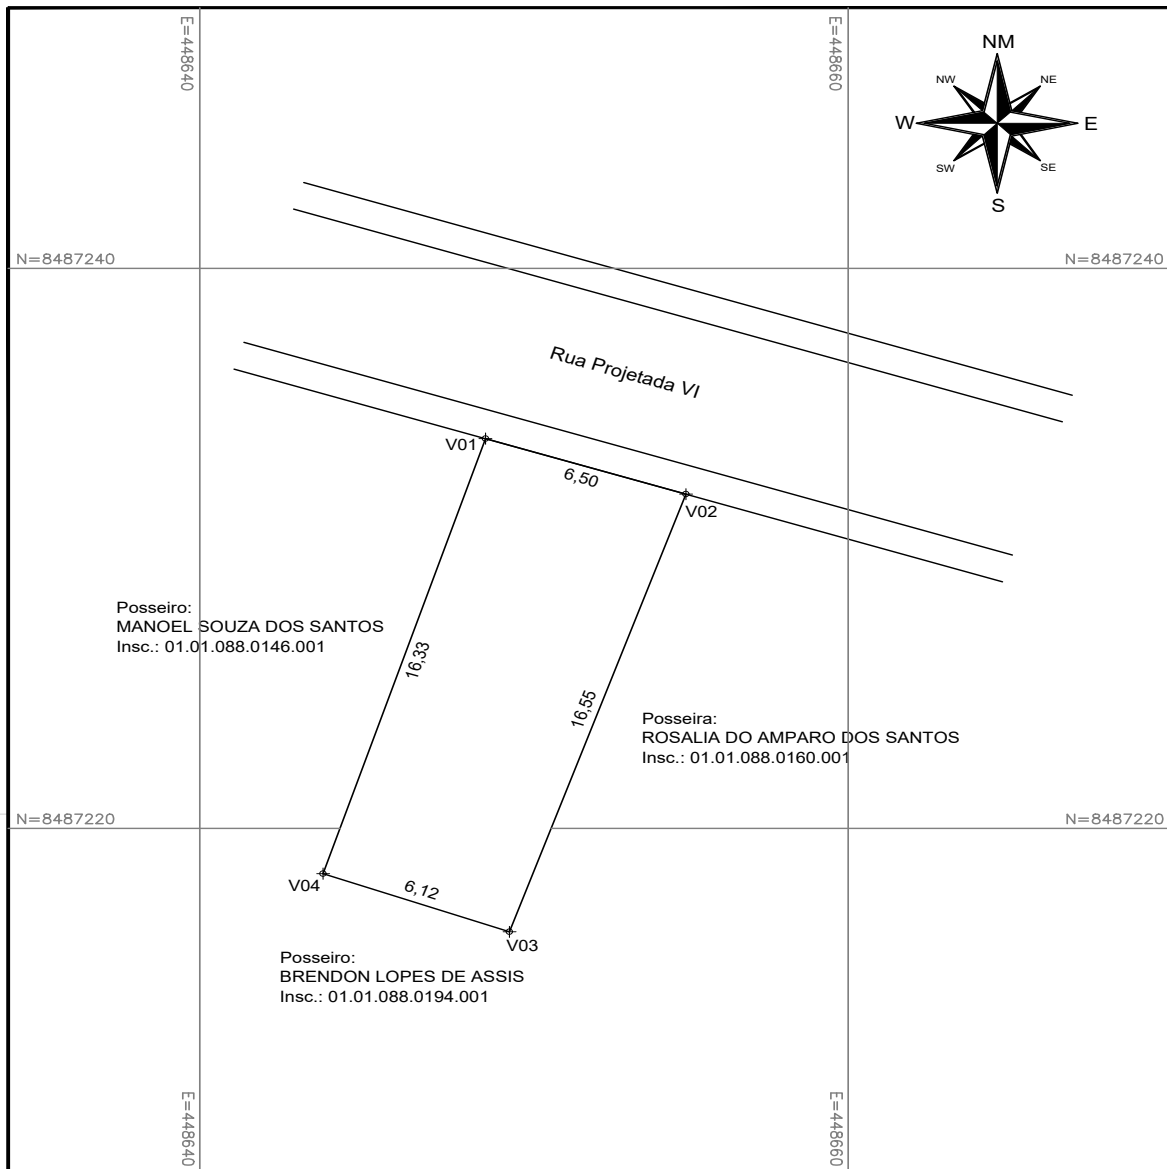 E=448640
E=448660
NM
NW
NE
W
E
SW
SE
S
N=8487240
N=8487240
Rua Projetada VI
V01
6,50
V02
Posseiro:
MANOEL SOUZA DOS SANTOS
Insc.: 01.01.088.0146.001
16,33
16,55
Posseira:
ROSALIA DO AMPARO DOS SANTOS
Insc.: 01.01.088.0160.001
N=8487220
N=8487220
V04
6,12
V03
Posseiro:
BRENDON LOPES DE ASSIS
Insc.: 01.01.088.0194.001
E=448640
E=448660